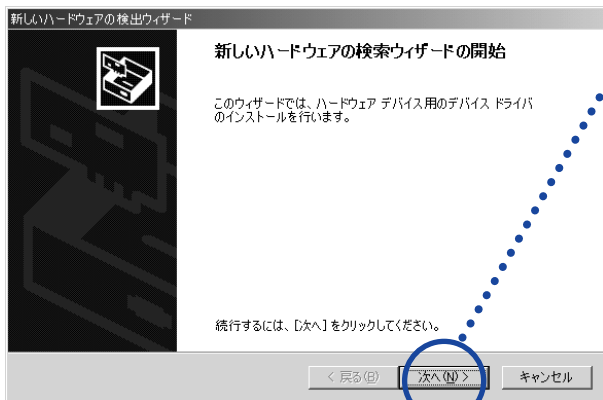 新しいハードウェアの検出ウィザード
新しいハードウェアの検索ウィザードの開始
このウィザードでは、ハードウェア デバイス用のデバイス ドライバ
のインストールを行います。
続行するには、[次へ] をクリックしてください。
< 戻る(B) 次へ(N) > キャンセル